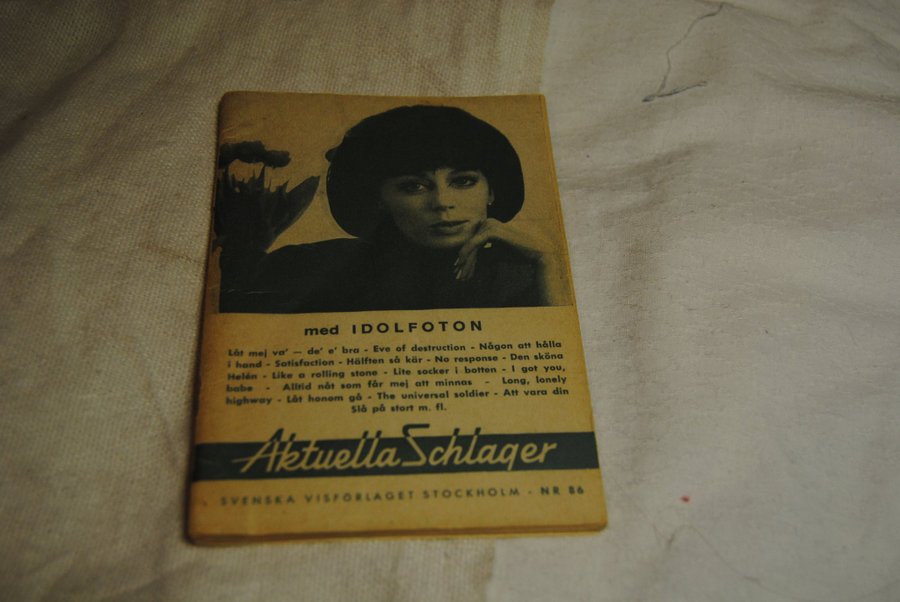 med IDOLFOTON
Låt mej va' — de' e' bra - Eve of destruction - Någon att hålla
i hand - Satisfaction - Hälften så kär - No response - Den sköna
Helén - Like a rolling stone - Lite socker i botten - I got you,
babe - Alltid nåt som får mej att minnas - Long, lonely
highway - Låt honom gå - The universal soldier - Att vara din
Slå på stort m. fl.
Aktuella Schlager
SVENSKA VISFÖRLAGET STOCKHOLM - NR 86